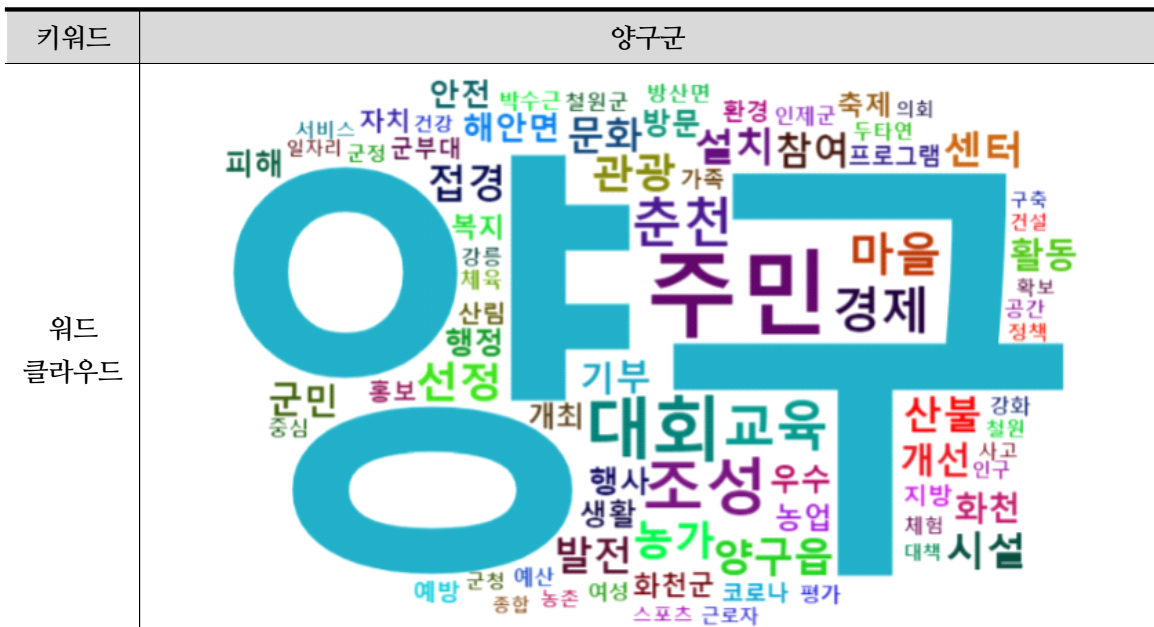 키워드
양구군
워드
클라우드
안전 박수근 철원군 방산면 환경 인제군 축제 의회
서비스 자치 건강 해안면 문화 방문 설치 참여 두타연 센터
일자리 군정 군부대 프로그램
피해 접경 관광 가족 구축
건설
복지 춘천 마을 활동
강릉
체육 주민 경제 확보
공간
산림 정책
행정
양구
선정 기부
군민 홍보 개최 대회 교육 산불 강화
중심 철원
개선 사고
인구
행사 조성 우수 지방 화천
생활 농업 체험
발전 농가 양구읍 대책 시설
예방 군청 예산 여성 화천군 코로나 평가
종합 농촌 스포츠 근로자